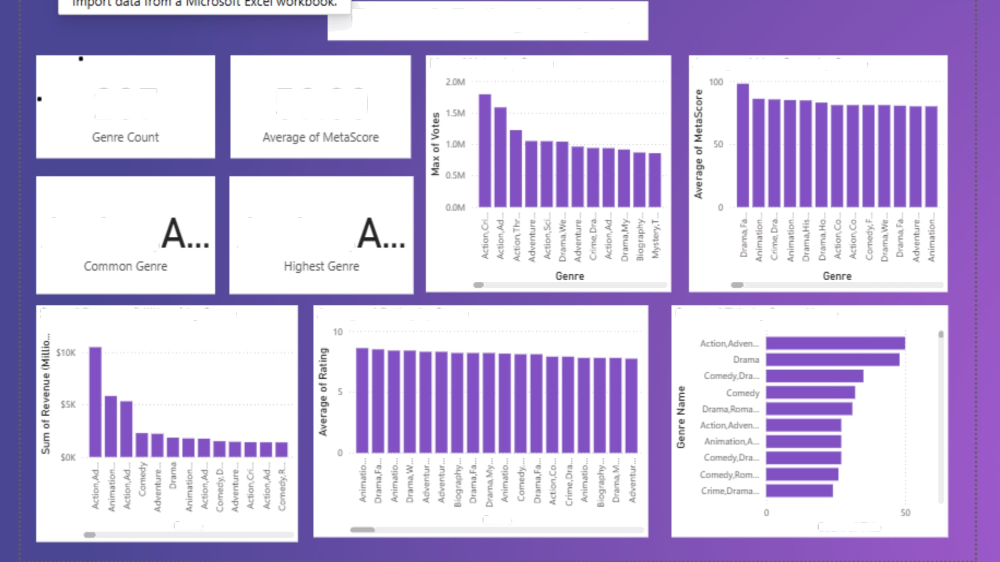 Import data from a Microsoft Excel workbook.
Genre Count
Average of MetaScore
A...
Common Genre
A...
Highest Genre
Max of Votes
2.0M
1.5M
1.0M
0.5M
0.0M
Action,Cri...
Action,Ad...
Action,Thr...
Adventure...
Action,Sci...
Drama,We...
Adventure...
Crime,Dra...
Action,Ad...
Drama,My...
Biography...
Mystery,T...
Genre
Average of MetaScore
100
50
0
Drama,Fa...
Animation...
Crime,Dra...
Animation...
Drama,His...
Drama,Ho...
Action,Co...
Action,Co...
Comedy,F...
Drama,We...
Drama,Fa...
Adventure...
Animation...
Genre
Sum of Revenue (Millio...
$10K
$5K
$0K
Action,Ad...
Animation...
Action,Ad...
Comedy
Adventure...
Drama
Animation...
Action,Ad...
Comedy,D...
Adventure...
Action,Cri...
Action,Ad...
Comedy,R...
Average of Rating
10
5
0
Animatio...
Drama,Fa...
Animatio...
Drama,W...
Adventur...
Adventur...
Biography...
Drama,Fa...
Drama,My...
Animatio...
Comedy,...
Drama,Fa...
Action,Co...
Crime,Dra...
Animatio...
Biography...
Drama,M...
Adventur...
Genre Name
Action,Adven...
Drama
Comedy,Dra...
Comedy
Drama,Roma...
Action,Adven...
Animation,A...
Comedy,Dra...
Comedy,Rom...
Crime,Drama...
0
50